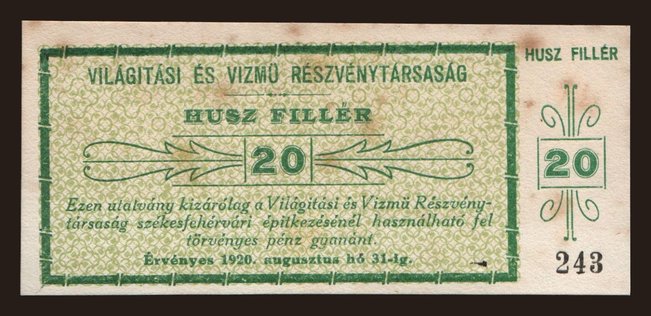 VILÁGITÁSI ÉS VIZMÜ RÉSZVÉNYTÁRSASÁG
HUSZ FILLÉR
20
Ezen utalvány kizárólag a Világitási és Vizmü Részvény-
társaság székesfehérvári épitkezésénél használható fel
törvényes pénz gyanánt.
Érvényes 1920. augusztus hó 31-ig.
HUSZ FILLÉR
20
243